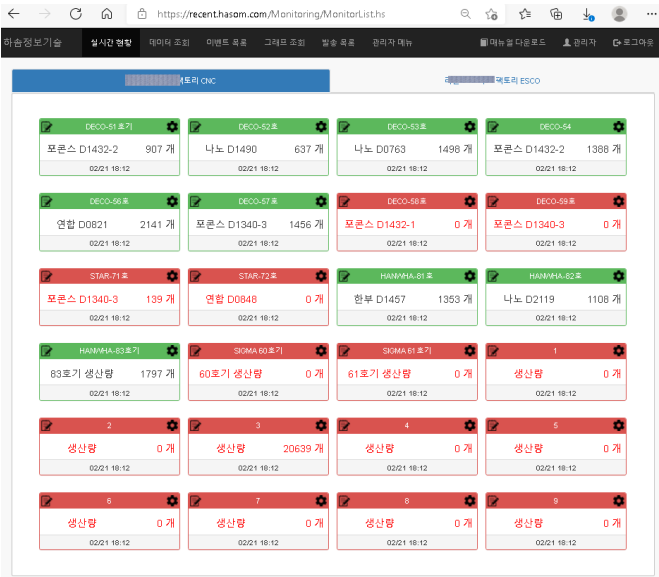 https://recent.hasom.com/Monitoring/MonitorList.hs
하솜정보기술 실시간 현황 데이터 조회 이벤트 목록 그래프 조회 발송 목록 관리자 메뉴 매뉴얼 다운로드 관리자 로그아웃
팩토리 CNC 팩토리 ESCO
DECO-51호기 DECO-52호 DECO-53호 DECO-54
포콘스 D1432-2 907 개 나노 D1490 637 개 나노 D0763 1498 개 포콘스 D1432-2 1388 개
02/21 18:12 02/21 18:12 02/21 18:12 02/21 18:12
DECO-56호 DECO-57호 DECO-58호 DECO-59호
연합 D0821 2141 개 포콘스 D1340-3 1456 개 포콘스 D1432-1 0 개 포콘스 D1340-3 0 개
02/21 18:12 02/21 18:12 02/21 18:12 02/21 18:12
STAR-71호 STAR-72호 HANWHA-81호 HANWHA-82호
포콘스 D1340-3 139 개 연합 D0848 0 개 한부 D1457 1353 개 나노 D2119 1108 개
02/21 18:12 02/21 18:12 02/21 18:12 02/21 18:12
HANWHA-83호기 SIGMA 60호기 SIGMA 61호기 1
83호기 생산량 1797 개 60호기 생산량 0 개 61호기 생산량 0 개 생산량 0 개
02/21 18:12 02/21 18:12 02/21 18:12 02/21 18:12
2 3 4 5
생산량 0 개 생산량 20639 개 생산량 0 개 생산량 0 개
02/21 18:12 02/21 18:12 02/21 18:12 02/21 18:12
6 7 8 9
생산량 0 개 생산량 0 개 생산량 0 개 생산량 0 개
02/21 18:12 02/21 18:12 02/21 18:12 02/21 18:12